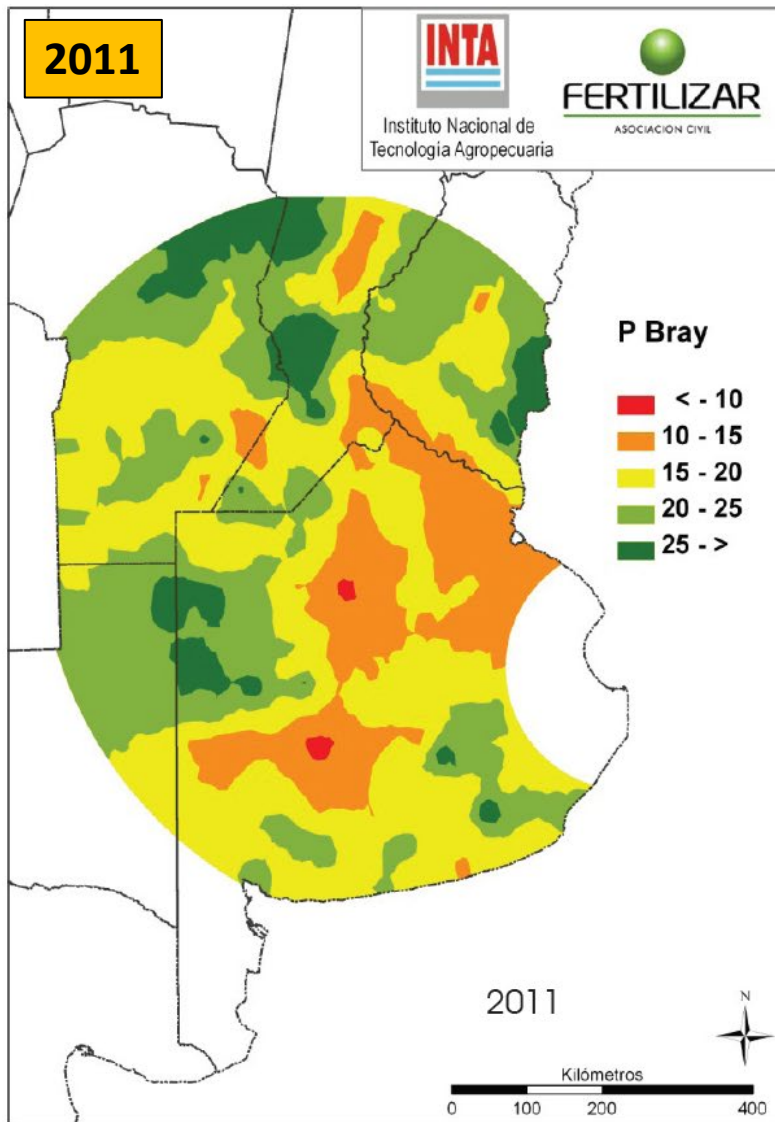 2011
INTA
Instituto Nacional de
Tecnología Agropecuaria
FERTILIZAR
ASOCIACION CIVIL
P Bray
< - 10
10 - 15
15 - 20
20 - 25
25 - >
2011
N
Kilómetros
0 100 200 400